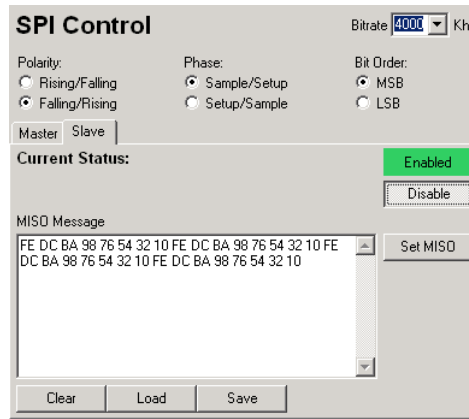 SPI Control
Bitrate 4000 Kh
Polarity:
Phase:
Bit Order:
Rising/Falling
Sample/Setup
MSB
Falling/Rising
Setup/Sample
LSB
Master
Slave
Current Status:
Enabled
Disable
MISO Message
FE DC BA 98 76 54 32 10 FE DC BA 98 76 54 32 10 FE
DC BA 98 76 54 32 10 FE DC BA 98 76 54 32 10
Set MISO
Clear
Load
Save